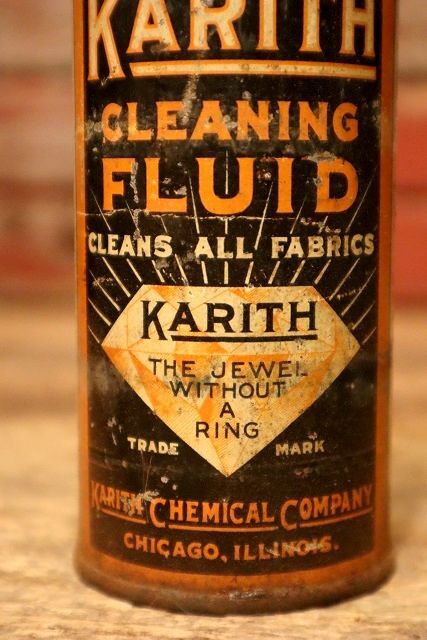 KARITH
CLEANING
FLUID
CLEANS ALL FABRICS
KARITH
THE JEWEL
WITHOUT
A
RING
TRADE MARK
KARITH CHEMICAL COMPANY
CHICAGO, ILLINOIS.